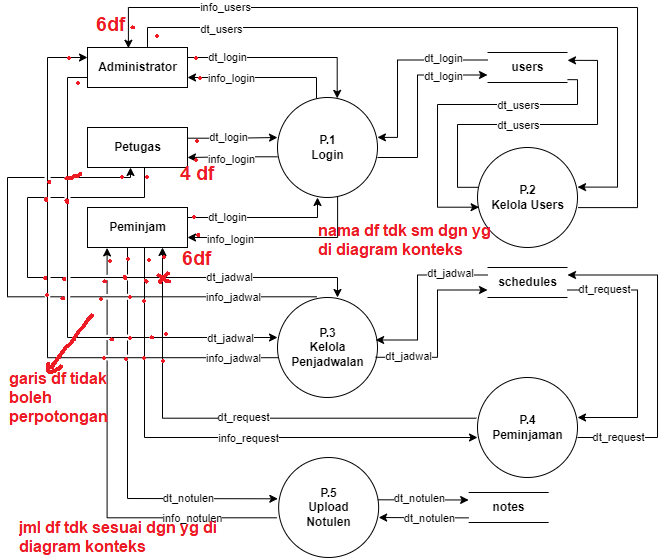 info_users
6df
dt_users
Administrator
dt_login
info_login
dt_login
dt_login
users
P.1
Login
dt_users
dt_users
Petugas
dt_login
info_login
4 df
P.2
Kelola Users
Peminjam
dt_login
info_login
6df
nama df tdk sm dgn yg
di diagram konteks
dt_jadwal
info_jadwal
dt_jadwal
schedules
dt_request
P.3
Kelola
Penjadwalan
dt_jadwal
info_jadwal
dt_jadwal
garis df tidak
boleh
perpotongan
dt_request
info_request
P.4
Peminjaman
dt_request
P.5
Upload
Notulen
dt_notulen
info_notulen
dt_notulen
dt_notulen
notes
jml df tdk sesuai dgn yg di
diagram konteks